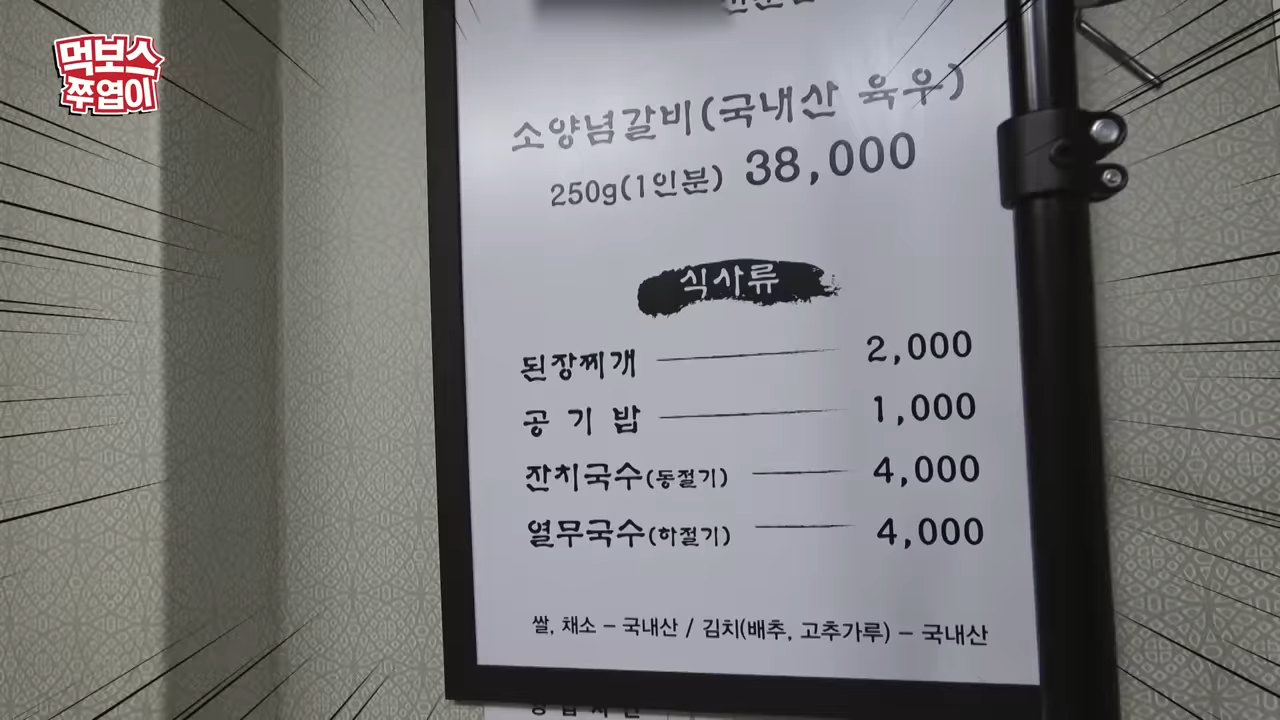 먹보스
쭈엽이
소양념갈비(국내산 육우)
250g(1인분) 38,000
식사류
된장찌개 2,000
공기밥 1,000
잔치국수(동절기) 4,000
열무국수(하절기) 4,000
쌀, 채소 - 국내산 / 김치(배추, 고추가루) - 국내산